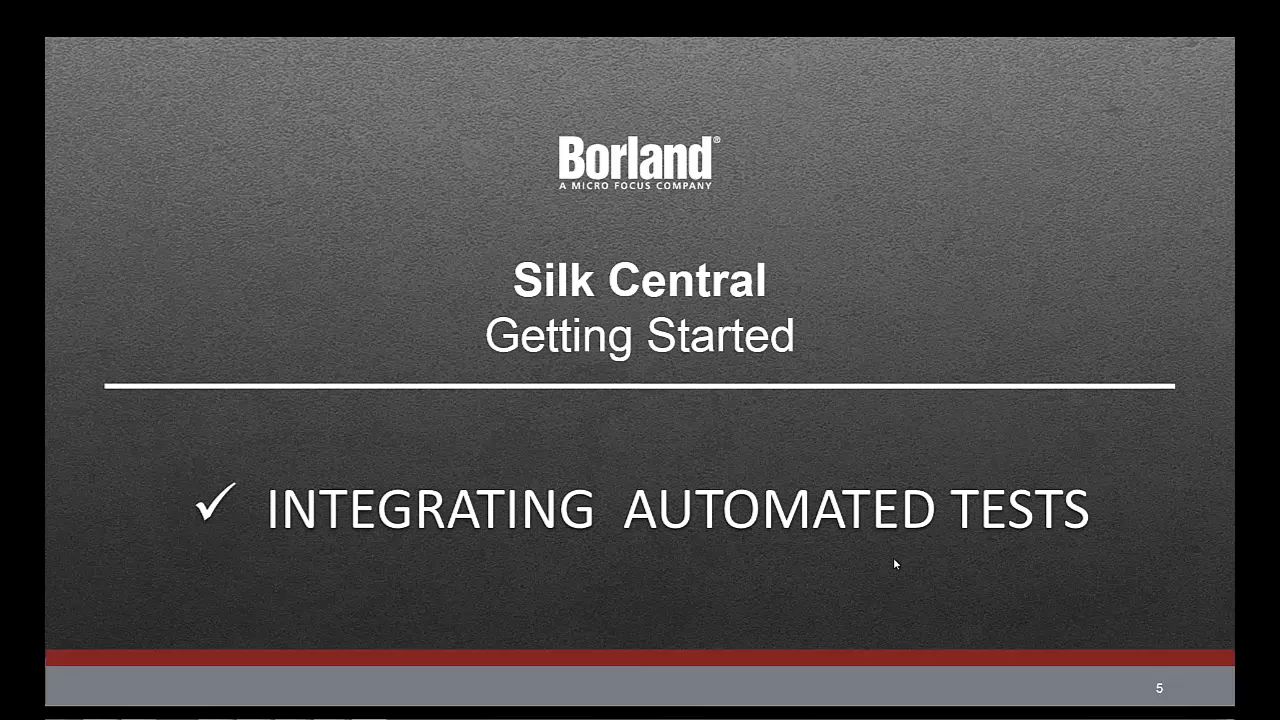 Borland®
A MICRO FOCUS COMPANY
Silk Central
Getting Started
✓ INTEGRATING AUTOMATED TESTS
5